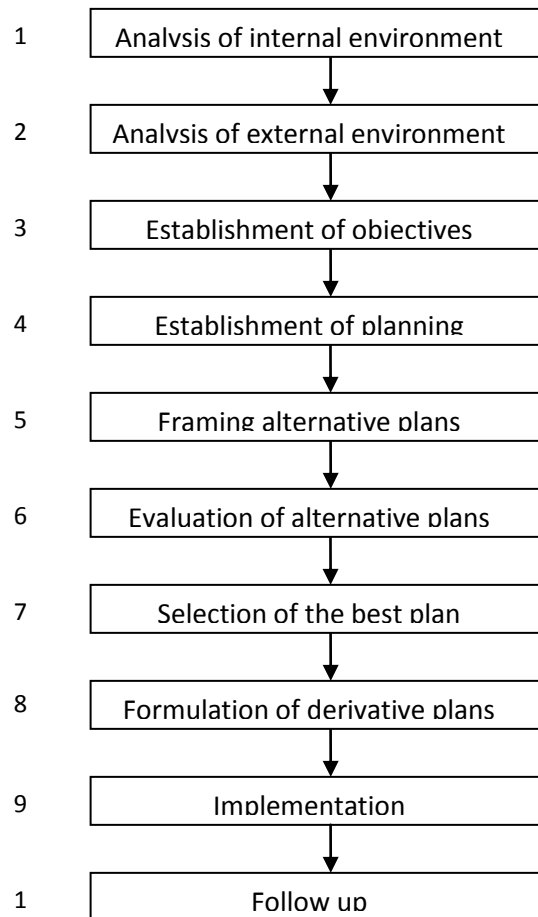 1 Analysis of internal environment
2 Analysis of external environment
3 Establishment of objectives
4 Establishment of planning
5 Framing alternative plans
6 Evaluation of alternative plans
7 Selection of the best plan
8 Formulation of derivative plans
9 Implementation
1 Follow up